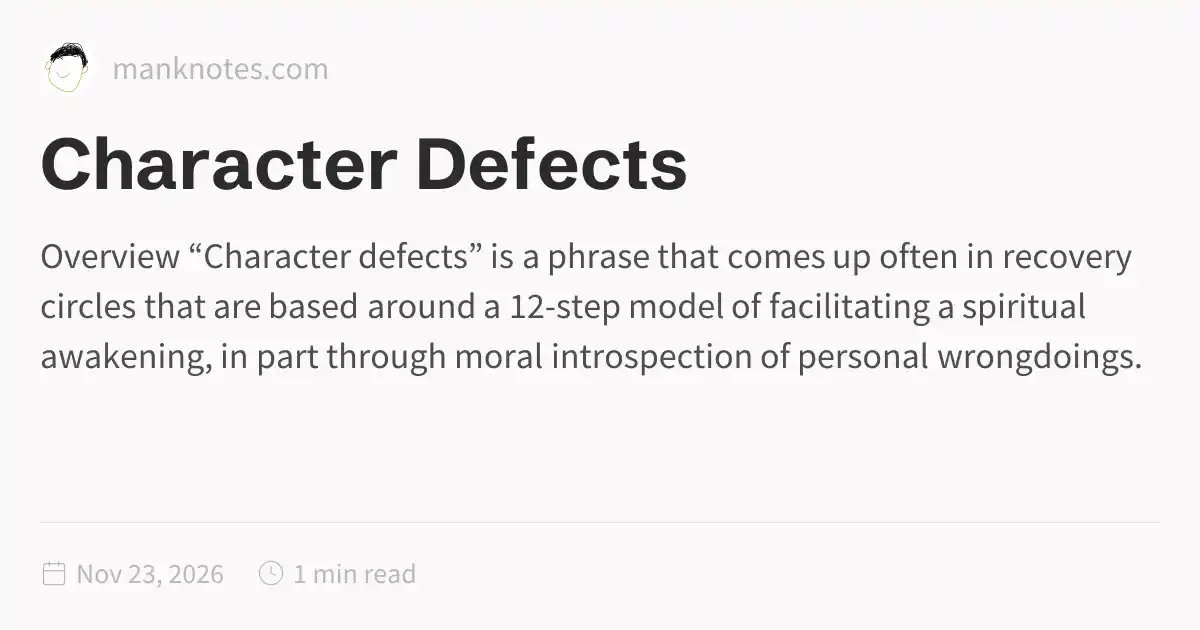 manknotes.com
Character Defects
Overview “Character defects” is a phrase that comes up often in recovery
circles that are based around a 12-step model of facilitating a spiritual
awakening, in part through moral introspection of personal wrongdoings.
Nov 23, 2026 1 min read